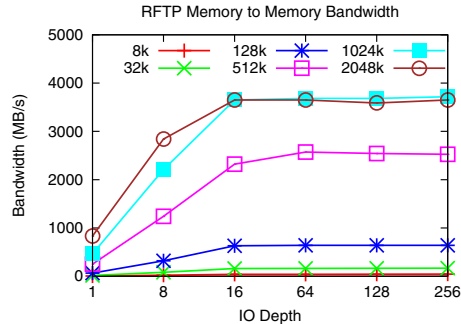 RFTP Memory to Memory Bandwidth
5000
4000
3000
2000
1000
0
Bandwidth (MB/s)
8k 128k 1024k
32k 512k 2048k
1 8 16 64 128 256
IO Depth